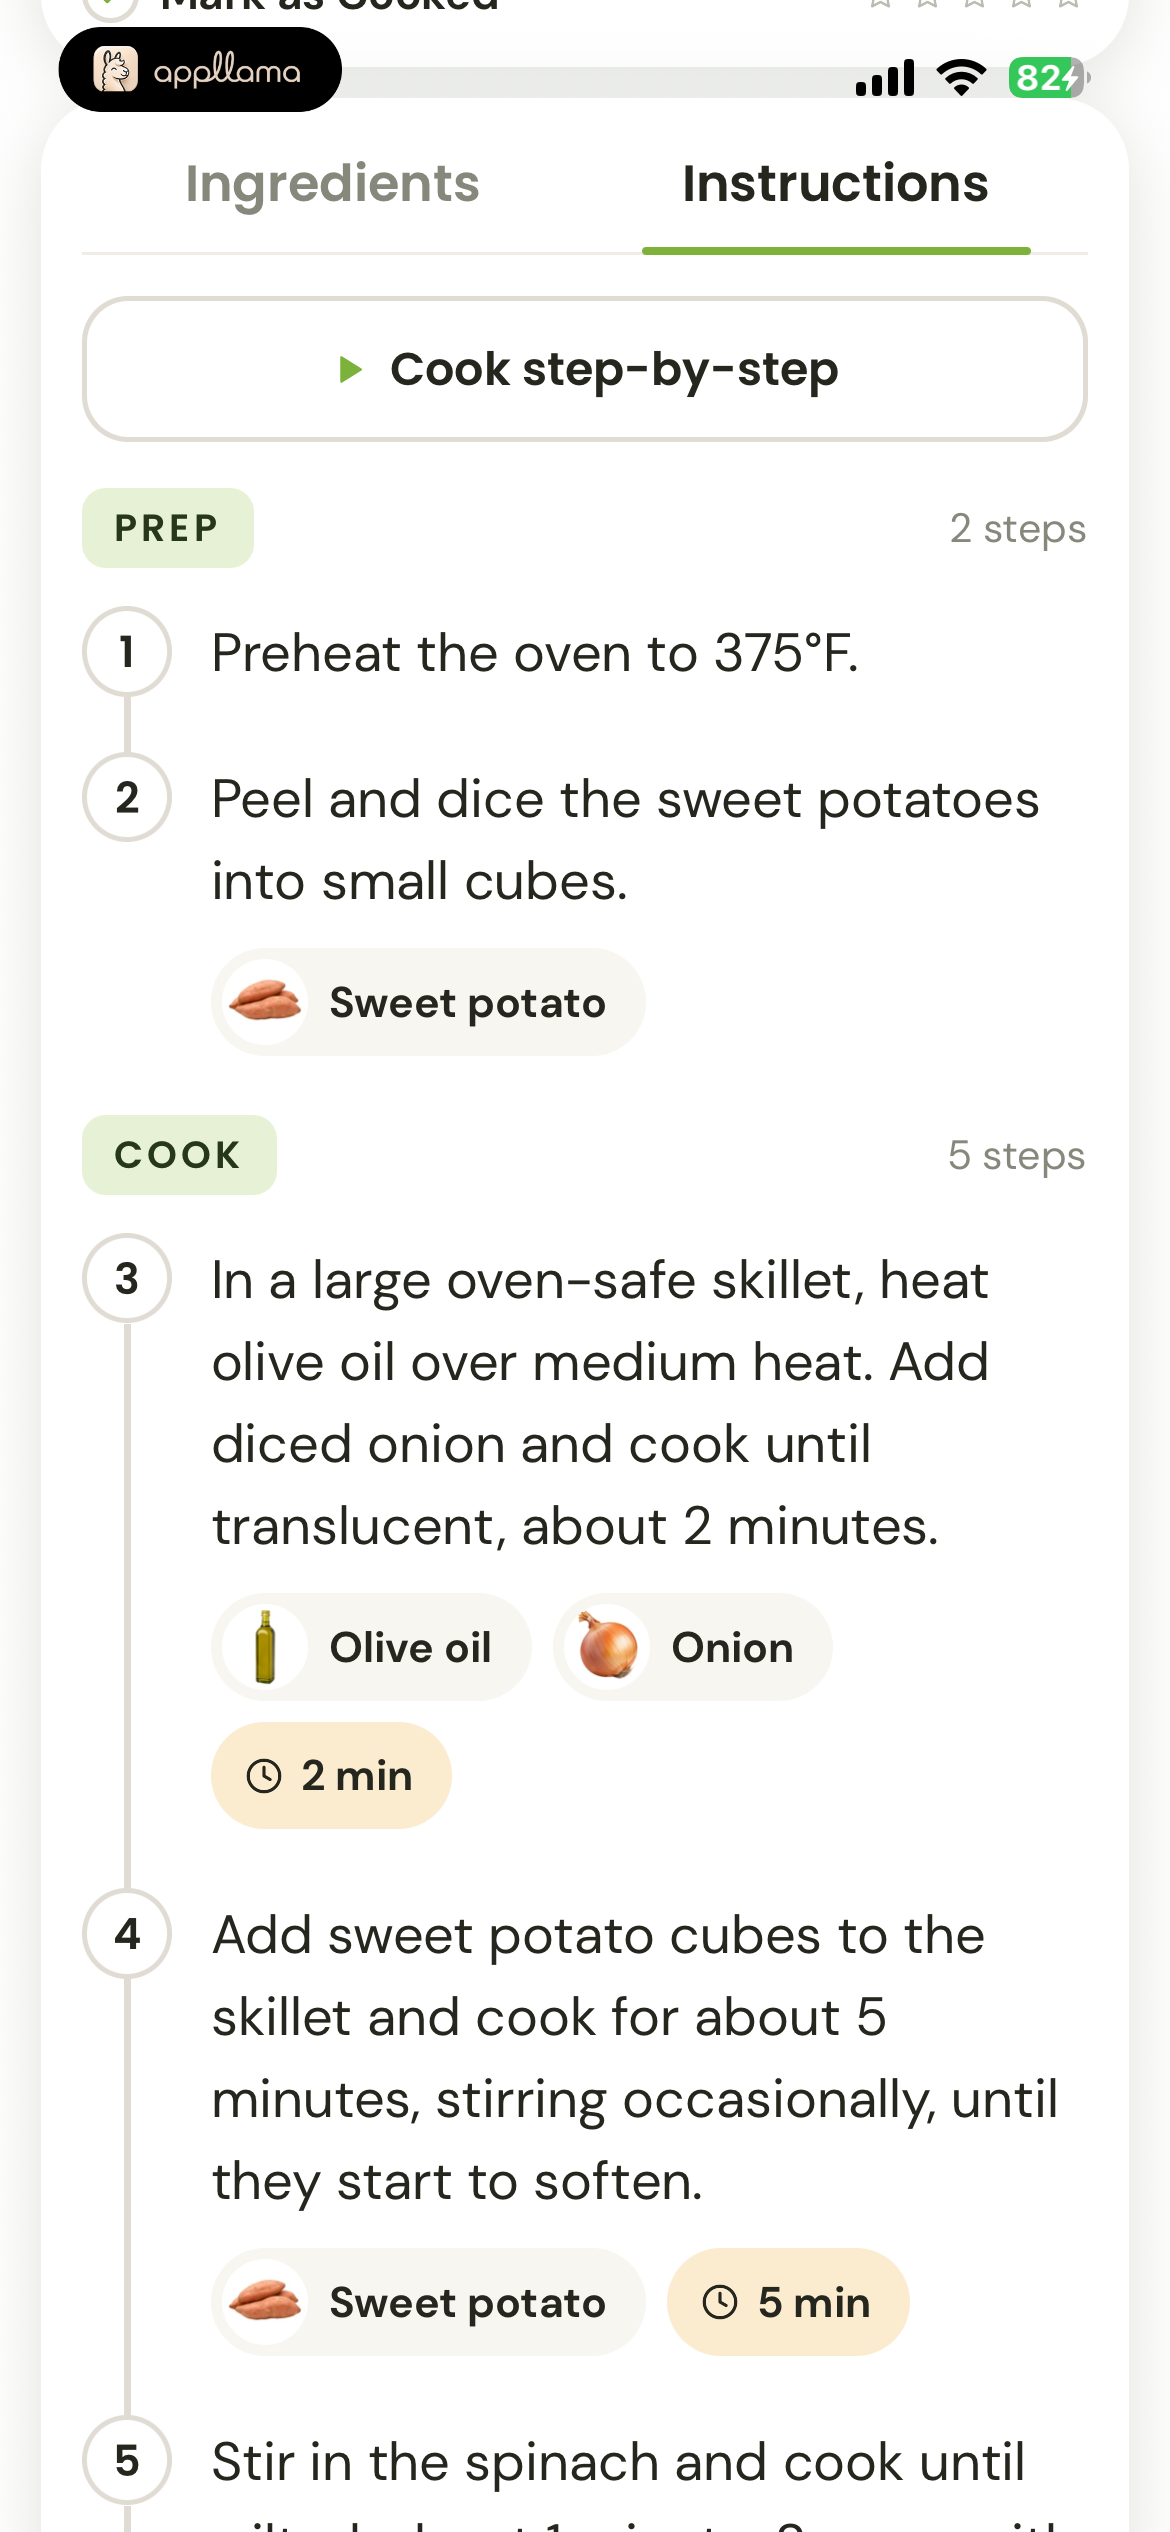 Mark as Cooked
appllama
82
Ingredients
Instructions
Cook step-by-step
PREP
2 steps
1
Preheat the oven to 375°F.
2
Peel and dice the sweet potatoes
into small cubes.
Sweet potato
COOK
5 steps
3
In a large oven-safe skillet, heat
olive oil over medium heat. Add
diced onion and cook until
translucent, about 2 minutes.
Olive oil
Onion
2 min
4
Add sweet potato cubes to the
skillet and cook for about 5
minutes, stirring occasionally, until
they start to soften.
Sweet potato
5 min
5
Stir in the spinach and cook until